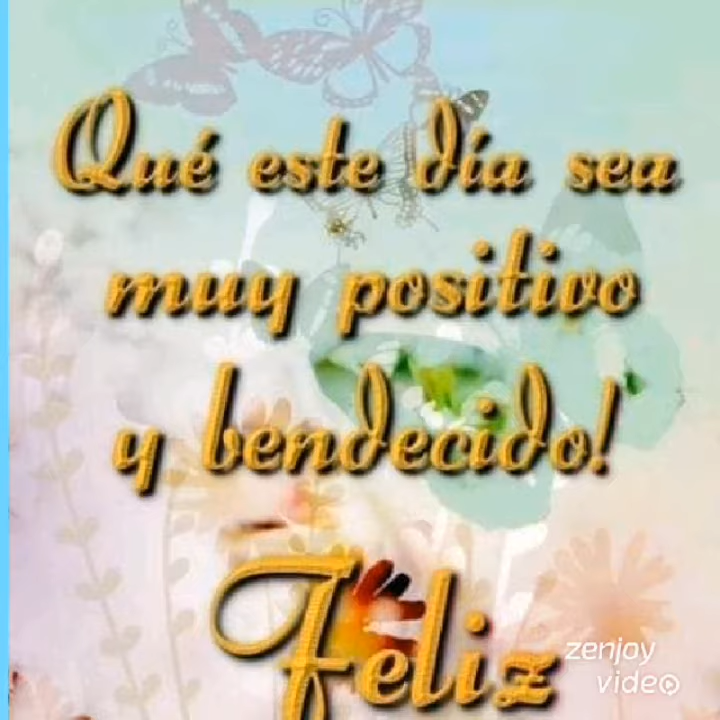 Qué este día sea
muy positivo
y bendecido!
Feliz
zenjoy
video